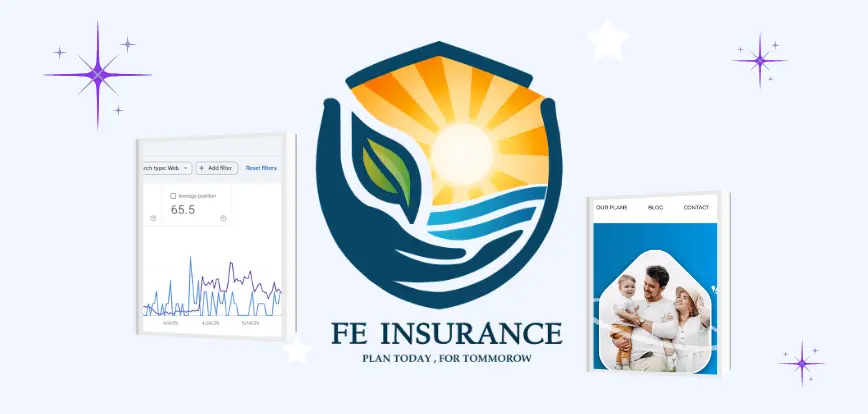 rch type: Web
+ Add filter
Reset filters
Average position
65.5
4/4/25
4/24/25
5/14/25
FE INSURANCE
PLAN TODAY , FOR TOMMOROW
OUR PLANS
BLOG
CONTACT